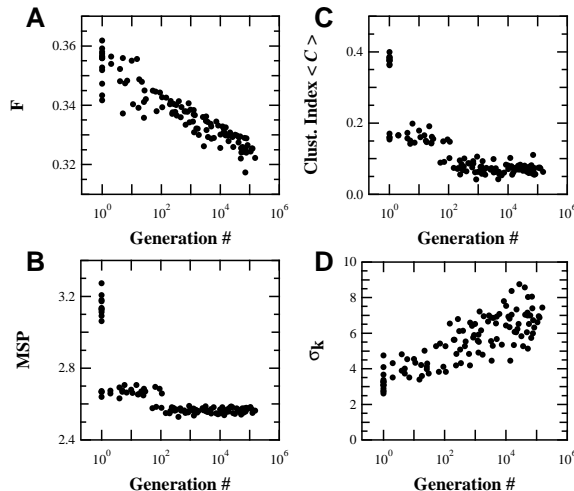 A
F
0.36
0.34
0.32
10^0 10^2 10^4 10^6
Generation #
C
Clust. Index < C >
0.4
0.2
0.0
10^0 10^2 10^4 10^6
Generation #
B
MSP
3.2
2.8
2.4
10^0 10^2 10^4 10^6
Generation #
D
σk
10
8
6
4
2
0
10^0 10^2 10^4 10^6
Generation #